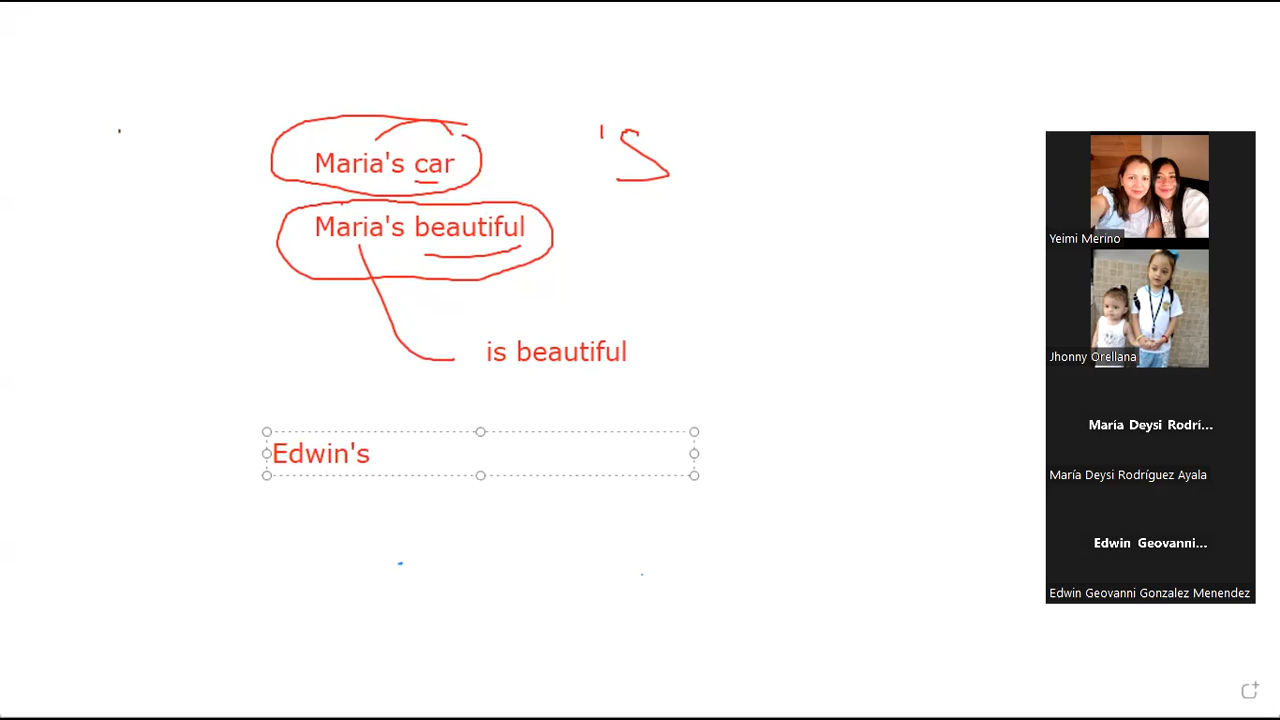 Maria's car
's
Maria's beautiful
is beautiful
Edwin's
Yeimi Merino
Jhonny Orellana
María Deysi Rodrí...
María Deysi Rodríguez Ayala
Edwin Geovanni...
Edwin Geovanni Gonzalez Menendez